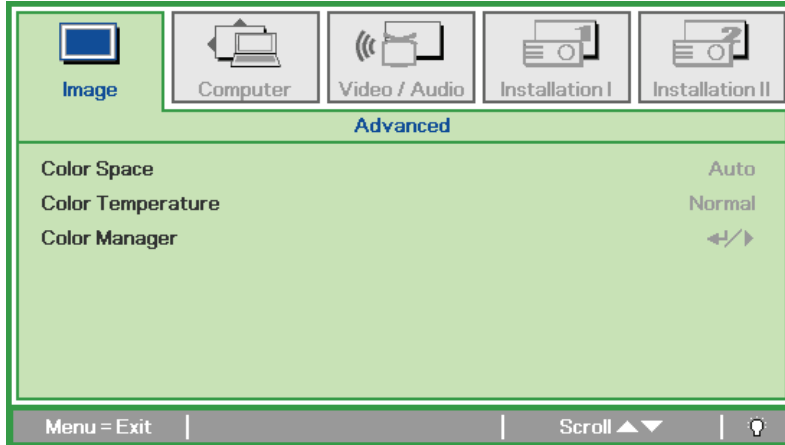 Image Computer Video / Audio Installation I Installation II
Advanced
Color Space Auto
Color Temperature Normal
Color Manager
Menu = Exit Scroll